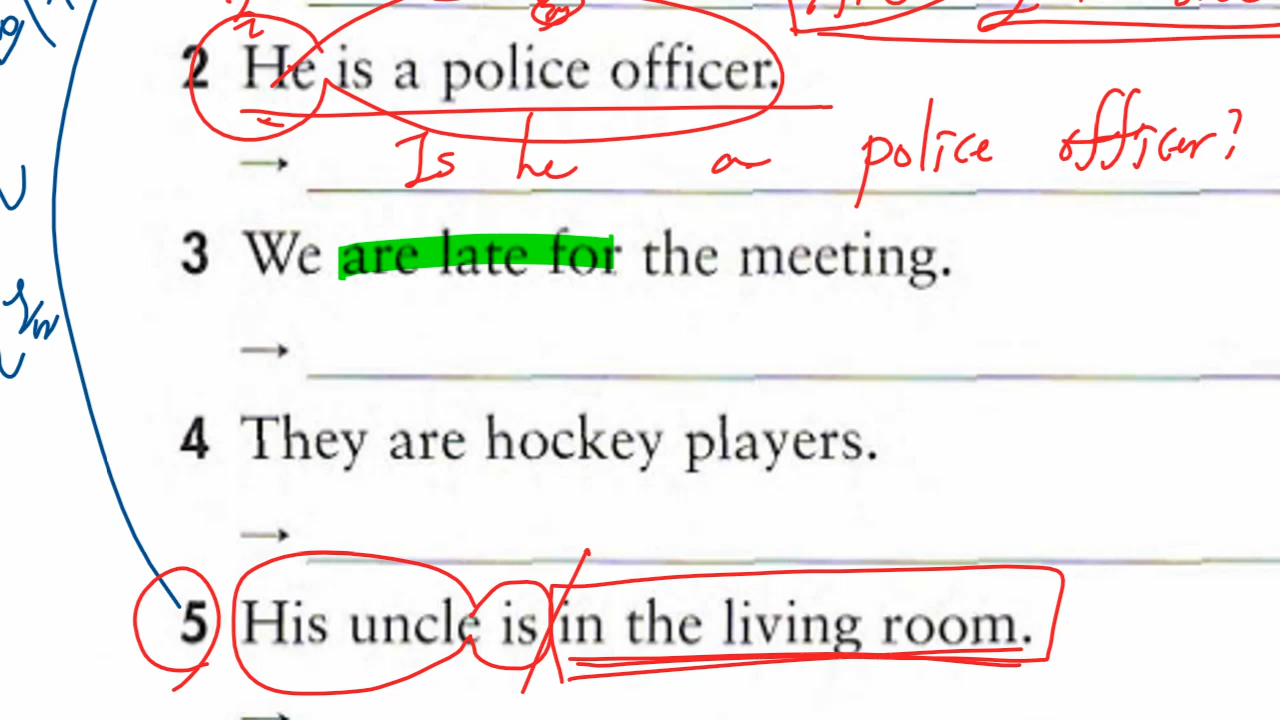 2 He is a police officer.
→ Is he a police officer?
3 We are late for the meeting.
→
4 They are hockey players.
→
5 His uncle is in the living room.
→